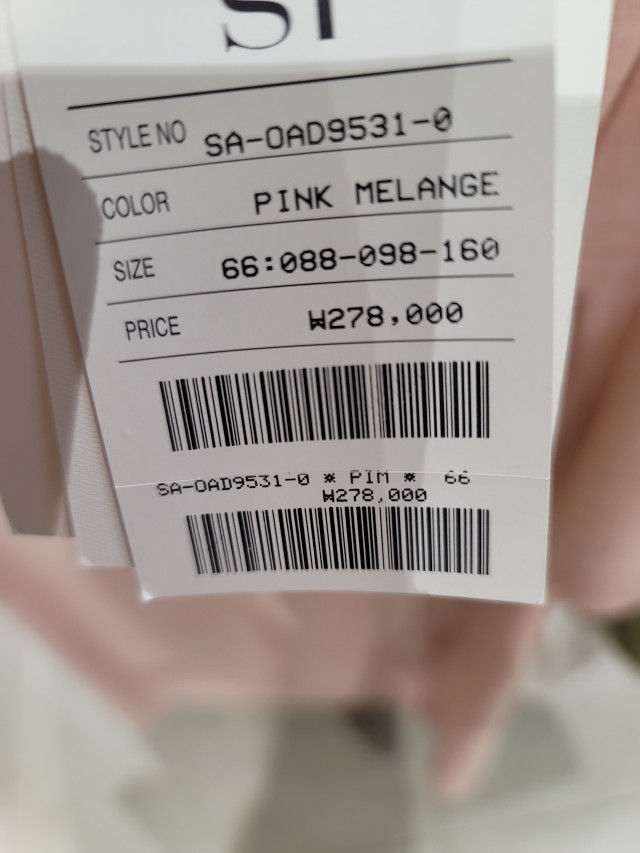 STYLE NO SA-OAD9531-0
COLOR PINK MELANGE
SIZE 66:088-098-160
PRICE ₩278,000
SA-OAD9531-0 * PIM * 66
₩278,000